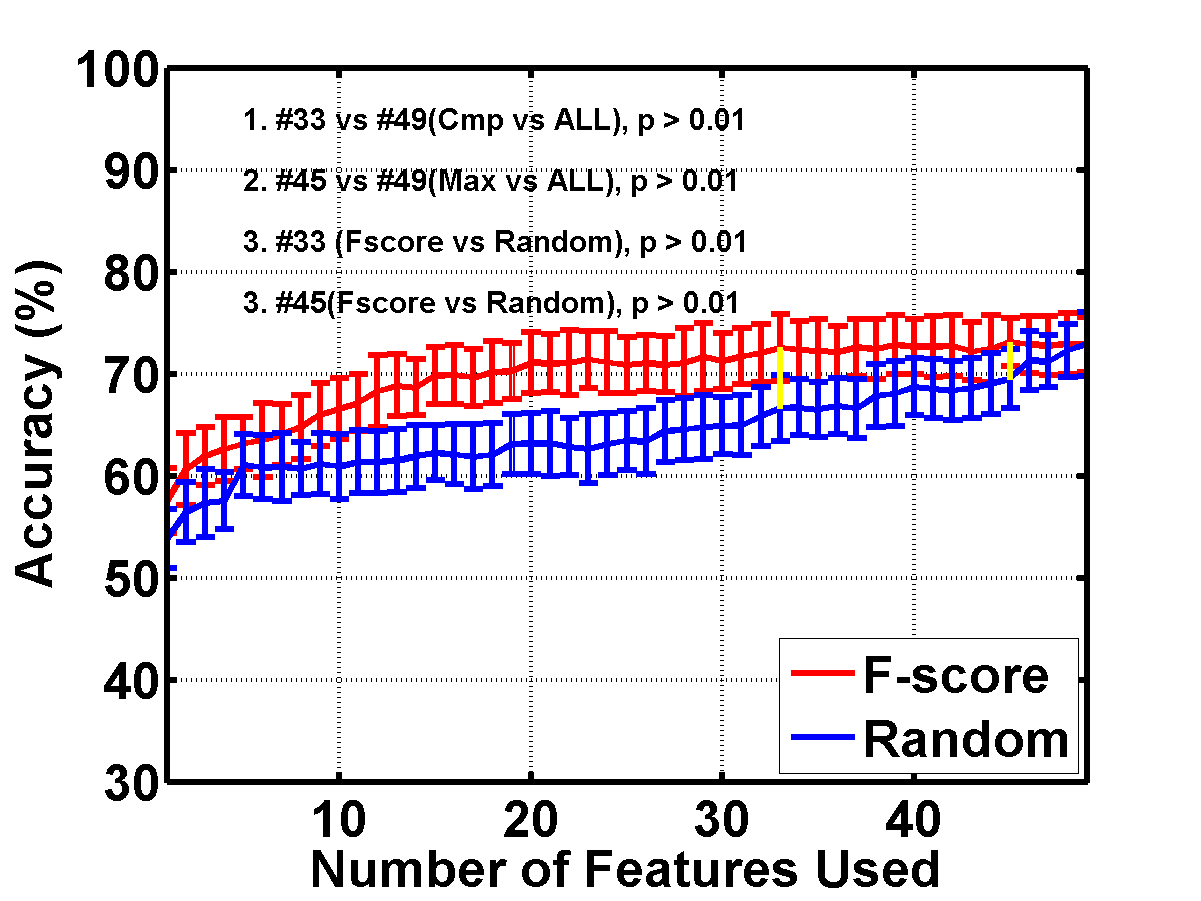 100
1. #33 vs #49(Cmp vs ALL), p > 0.01
90
2. #45 vs #49(Max vs ALL), p > 0.01
3. #33 (Fscore vs Random), p > 0.01
80
3. #45(Fscore vs Random), p > 0.01
70
60
50
40
30
Accuracy (%)
F-score
Random
10 20 30 40
Number of Features Used